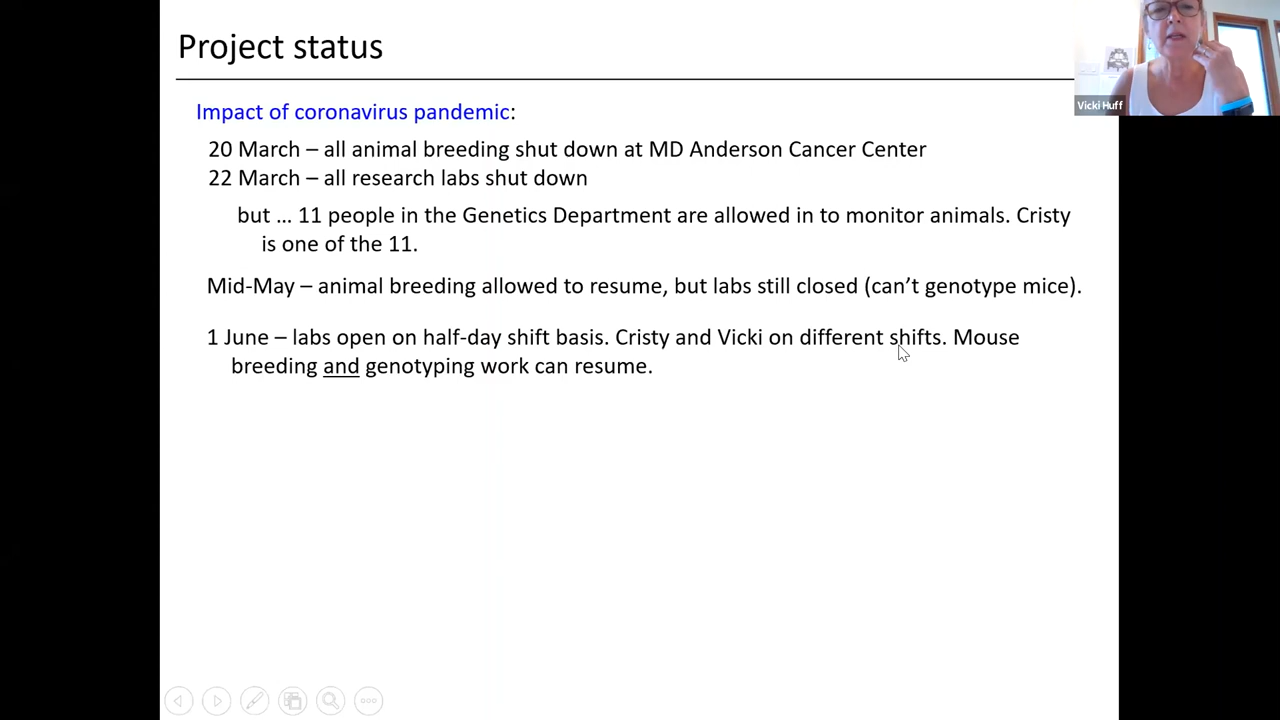 Project status
Vicki Huff
Impact of coronavirus pandemic:
20 March – all animal breeding shut down at MD Anderson Cancer Center
22 March – all research labs shut down
but ... 11 people in the Genetics Department are allowed in to monitor animals. Cristy
is one of the 11.
Mid-May – animal breeding allowed to resume, but labs still closed (can't genotype mice).
1 June – labs open on half-day shift basis. Cristy and Vicki on different shifts. Mouse
breeding and genotyping work can resume.